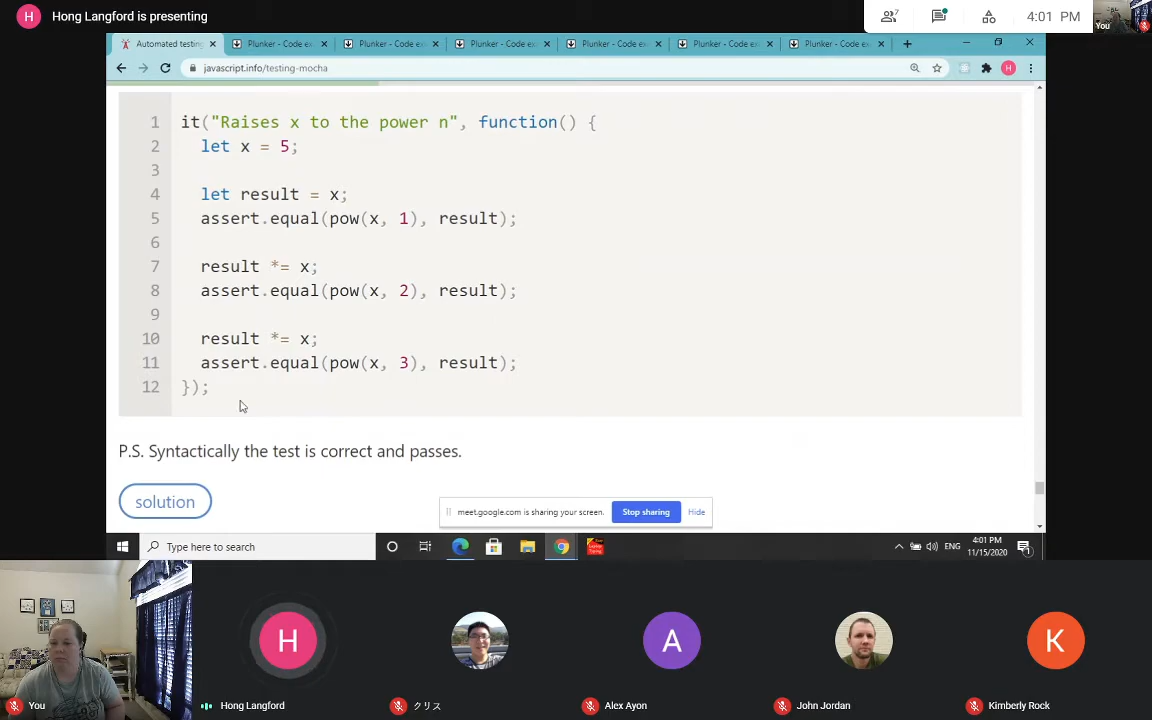 Hong Langford is presenting
7
4:01 PM
You
Automated testing
Plunker - Code ex
Plunker - Code ex
Plunker - Code ex
Plunker - Code ex
Plunker - Code ex
Plunker - Code ex
javascript.info/testing-mocha
H
1 it("Raises x to the power n", function() {
2 let x = 5;
3
4 let result = x;
5 assert.equal(pow(x, 1), result);
6
7 result *= x;
8 assert.equal(pow(x, 2), result);
9
10 result *= x;
11 assert.equal(pow(x, 3), result);
12 });
P.S. Syntactically the test is correct and passes.
solution
meet.google.com is sharing your screen.
Stop sharing
Hide
Type here to search
ENG
4:01 PM
11/15/2020
1
H
A
K
You
Hong Langford
クリス
Alex Ayon
John Jordan
Kimberly Rock